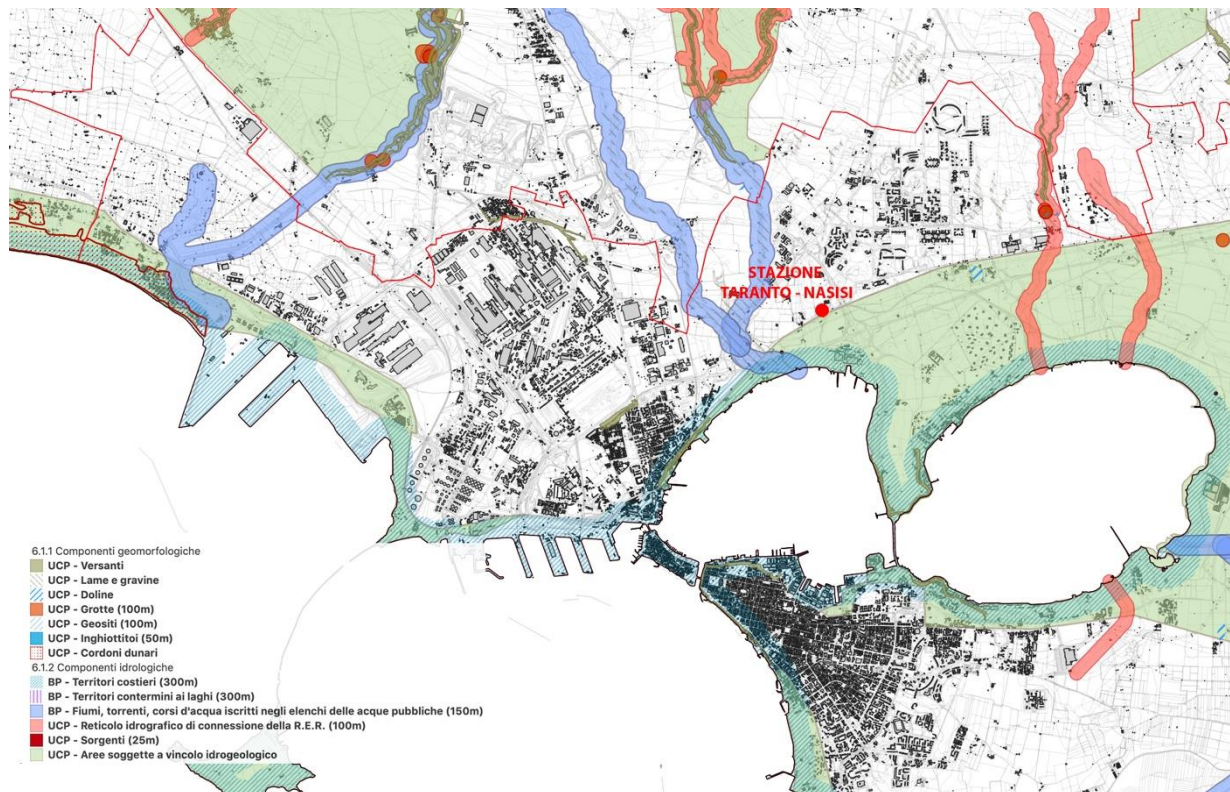 STAZIONE
TARANTO - NASISI
6.1.1 Componenti geomorfologiche
UCP - Versanti
UCP - Lame e gravine
UCP - Doline
UCP - Grotte (100m)
UCP - Geositi (100m)
UCP - Inghiottitoi (50m)
UCP - Cordoni dunari
6.1.2 Componenti idrologiche
BP - Territori costieri (300m)
BP - Territori contermini ai laghi (300m)
BP - Fiumi, torrenti, corsi d'acqua iscritti negli elenchi delle acque pubbliche (150m)
UCP - Reticolo idrografico di connessione della R.E.R. (100m)
UCP - Sorgenti (25m)
UCP - Aree soggette a vincolo idrogeologico